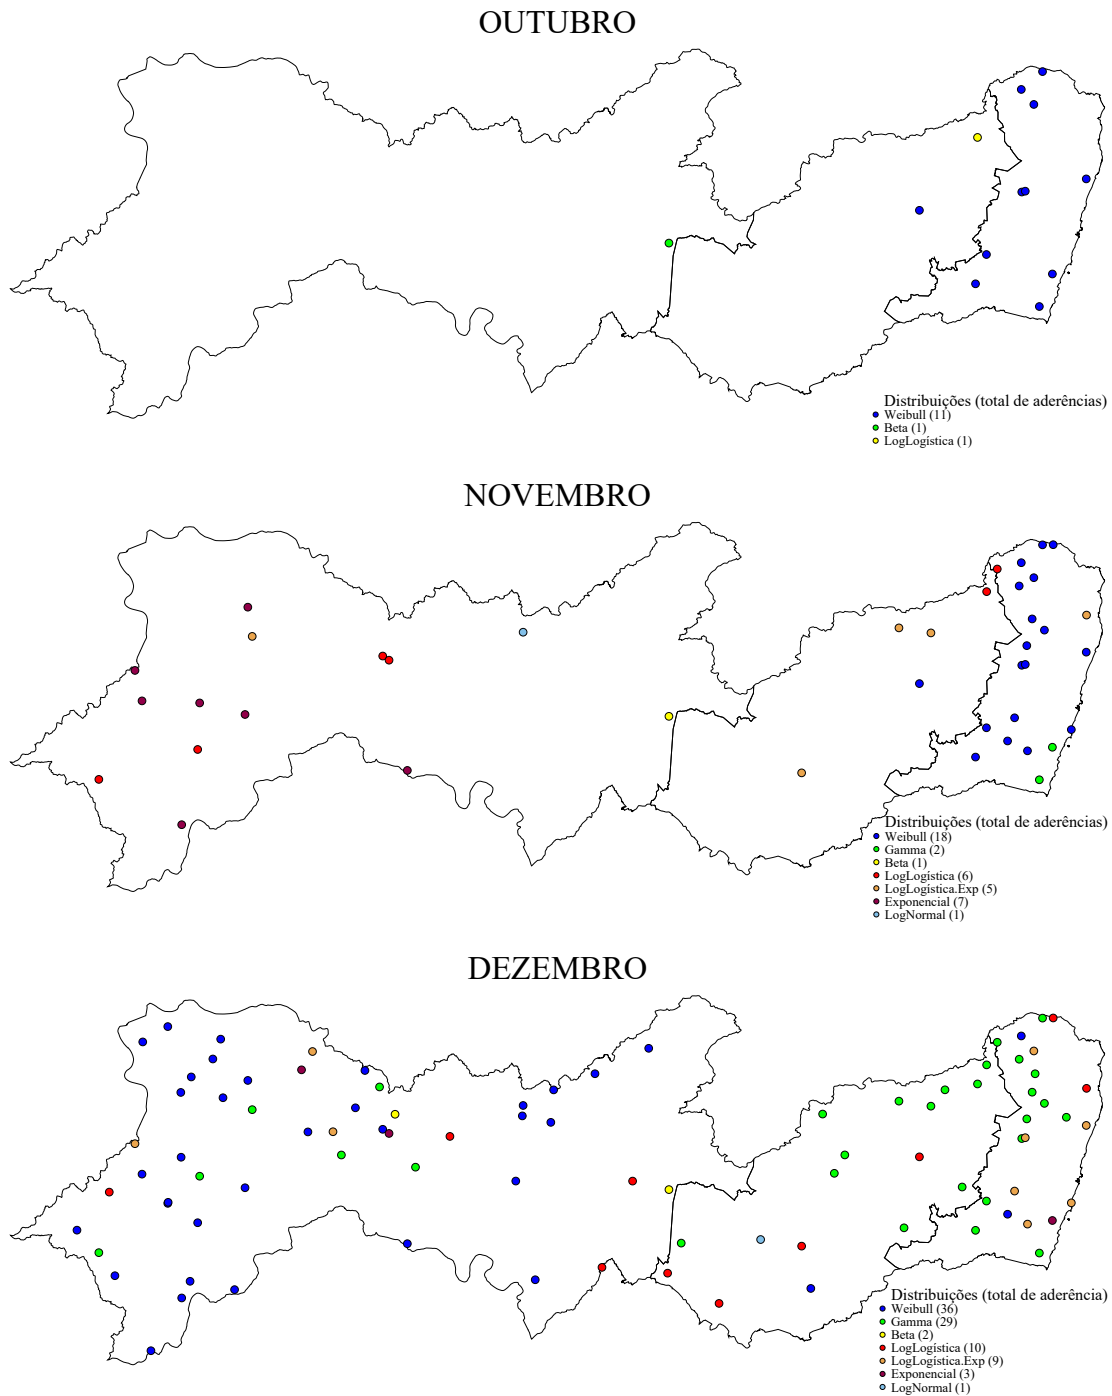 OUTUBRO
Distribuições (total de aderências)
Weibull (11)
Beta (1)
LogLogística (1)
NOVEMBRO
Distribuições (total de aderências)
Weibull (18)
Gamma (2)
Beta (1)
LogLogística (6)
LogLogística.Exp (5)
Exponencial (7)
LogNormal (1)
DEZEMBRO
Distribuições (total de aderência)
Weibull (36)
Gamma (29)
Beta (2)
LogLogística (10)
LogLogística.Exp (9)
Exponencial (3)
LogNormal (1)